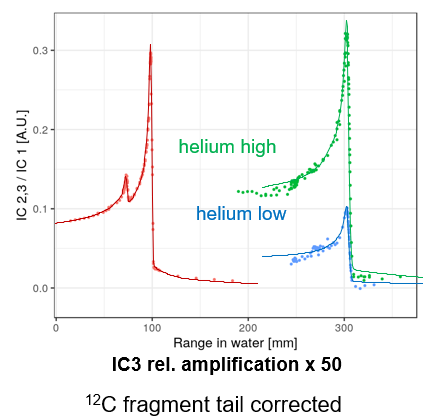 0.3
0.2
0.1
0.0
IC 2,3 / IC 1 [A.U.]
helium high
helium low
0 100 200 300
Range in water [mm]
IC3 rel. amplification x 50
¹²C fragment tail corrected